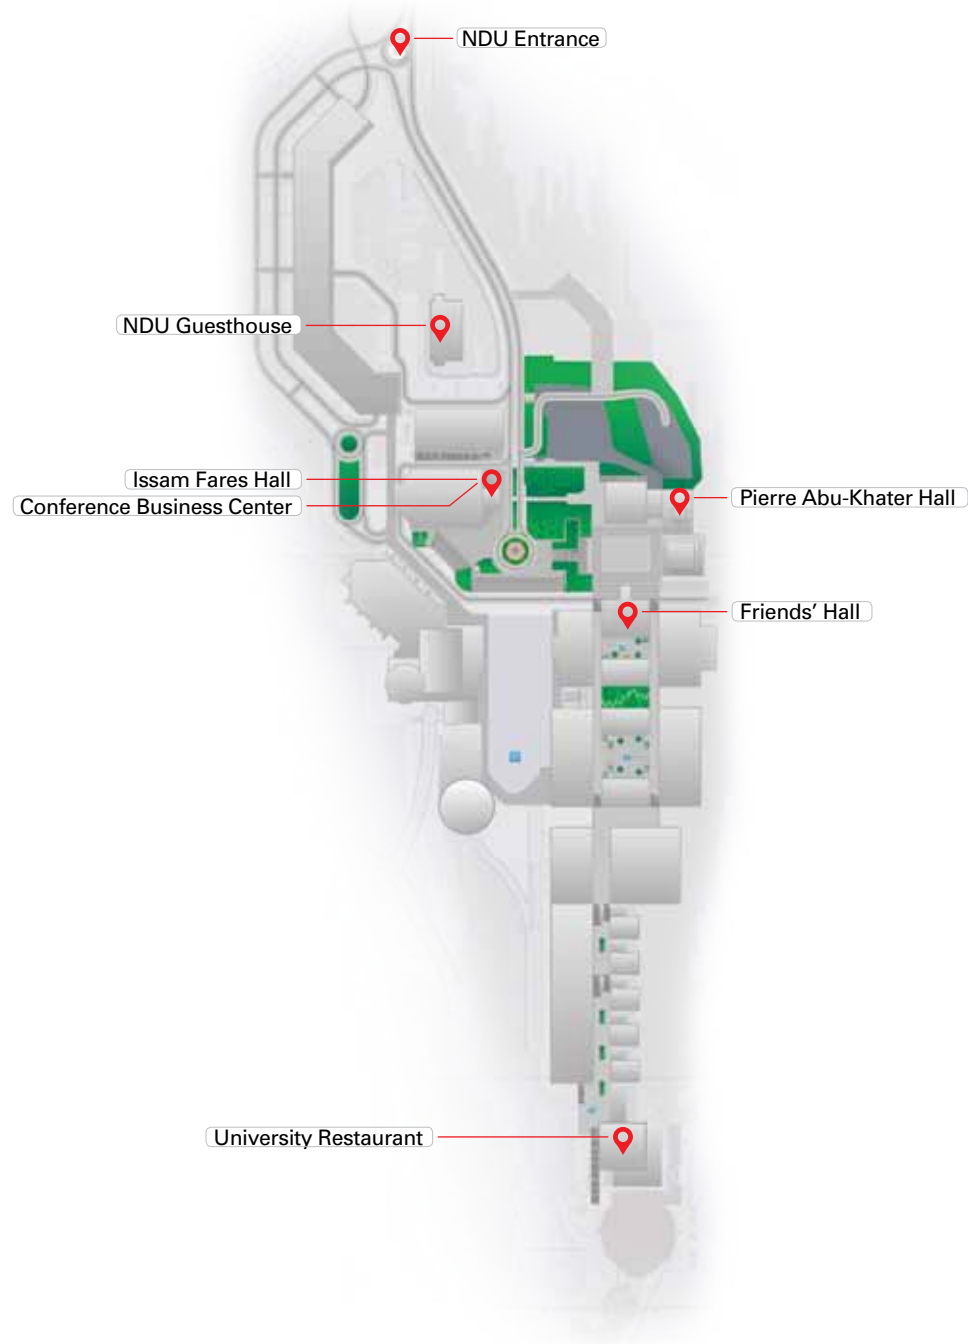 NDU Entrance
NDU Guesthouse
Issam Fares Hall
Conference Business Center
Pierre Abu-Khater Hall
Friends’ Hall
University Restaurant